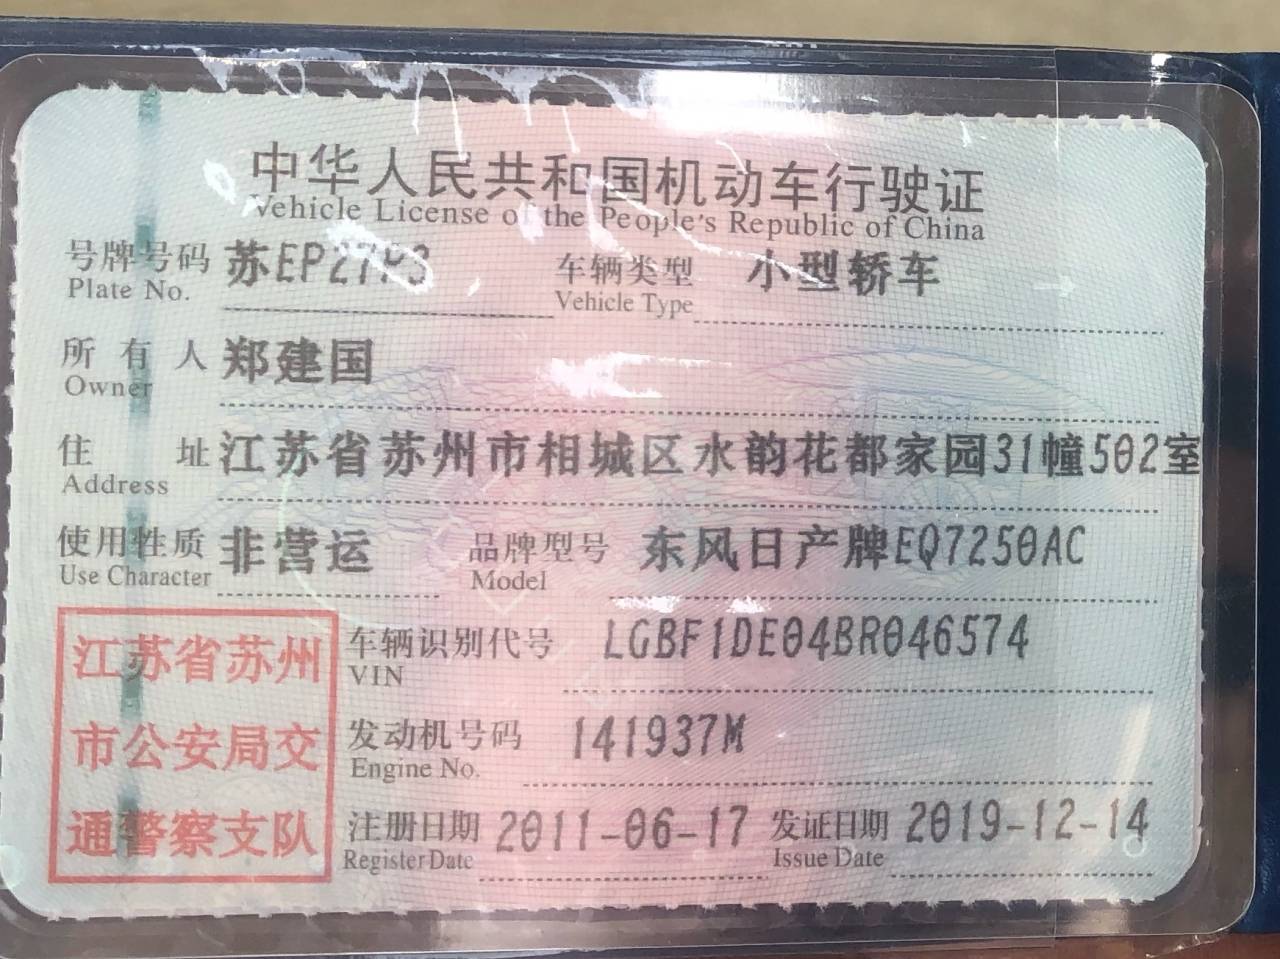 中华人民共和国机动车行驶证
Vehicle License of the People's Republic of China
号牌号码 车辆类型 小型轿车
Plate No. Vehicle Type
所有人 郑建国
Owner
住址 江苏省苏州市相城区水韵花都家园31幢502室
Address
使用性质 非营运 品牌型号 东风日产牌EQ7250AC
Use Character Model
江苏省苏州
市公安局交
通警察支队
车辆识别代号 LGBF1DE04BR046574
VIN
发动机号码 141937M
Engine No.
注册日期 2011-06-17 发证日期 2019-12-14
Register Date Issue Date